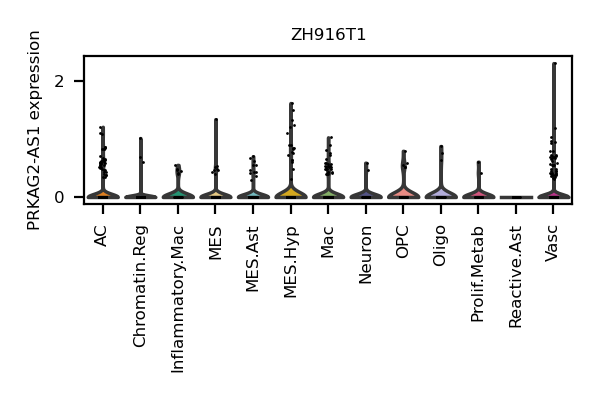 ZH916T1
PRKAG2-AS1 expression
2
0
AC
Chromatin.Reg
Inflammatory.Mac
MES
MES.Ast
MES.Hyp
Mac
Neuron
OPC
Oligo
Prolif.Metab
Reactive.Ast
Vasc